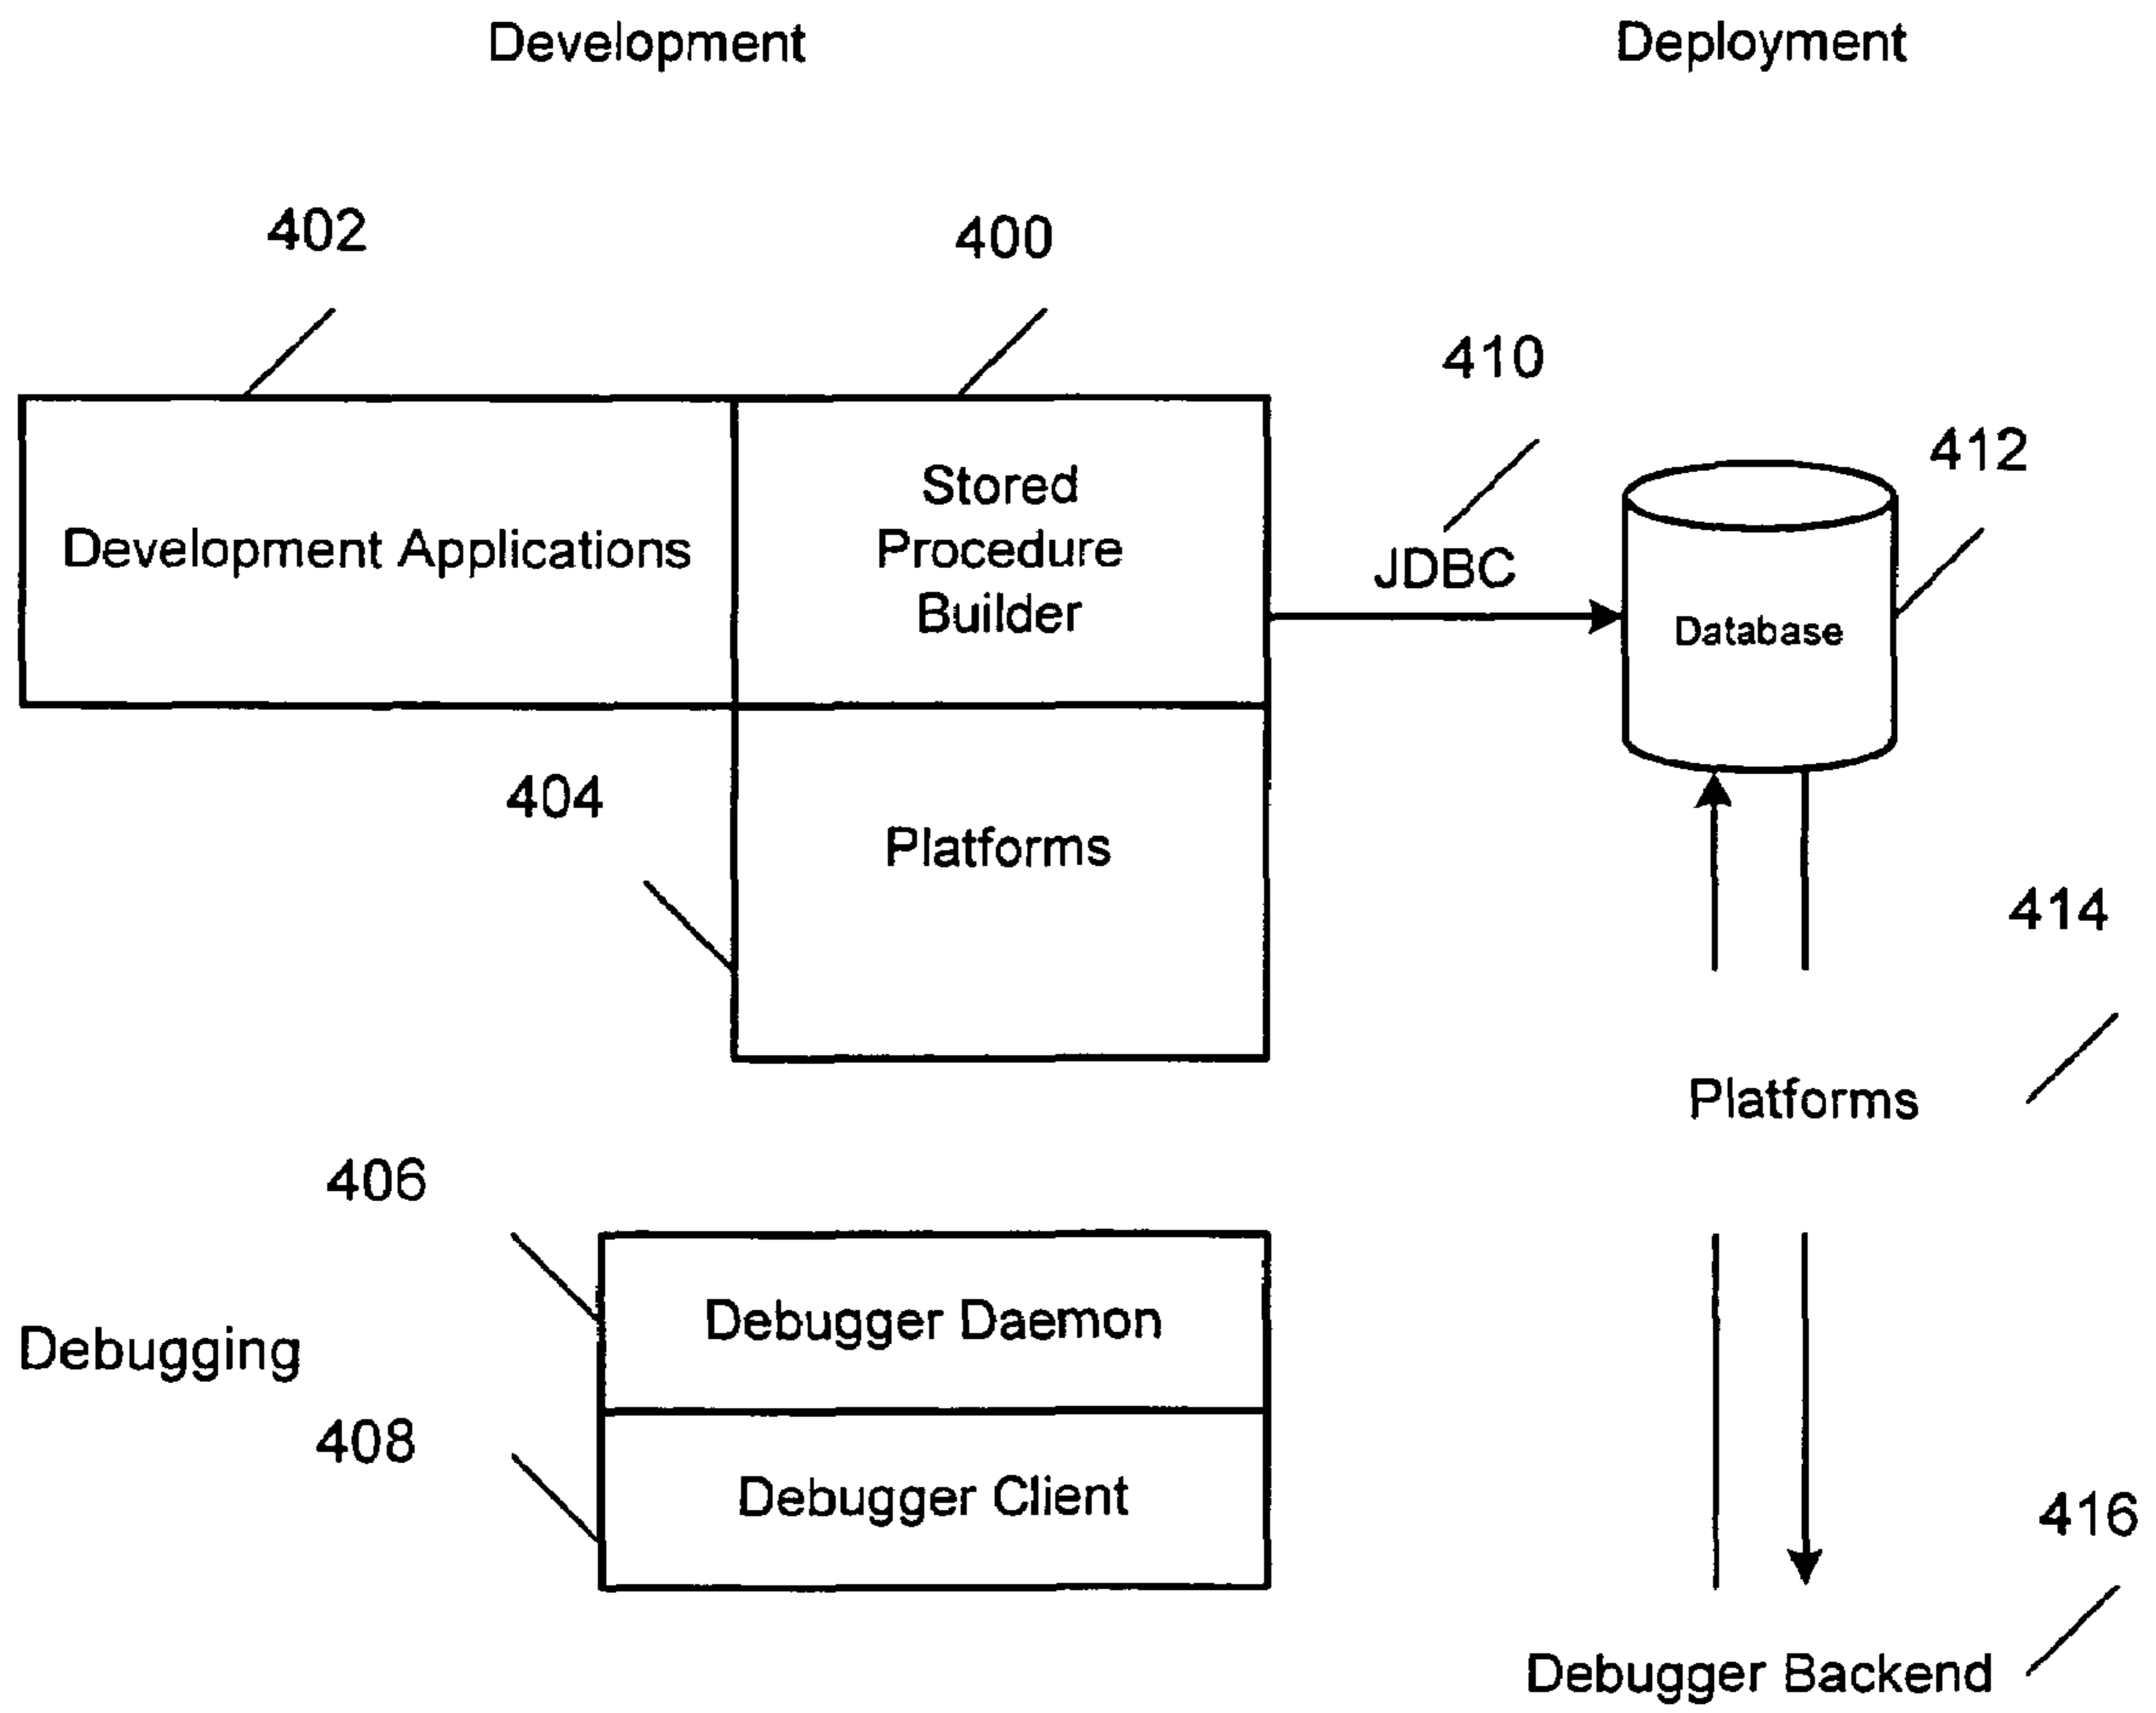 Development
Deployment
402
400
410
412
Stored
Development Applications
Procedure
Builder
JDBC
Database
404
Platforms
414
Platforms
406
Debugger Daemon
Debugging
408
Debugger Client
416
Debugger Backend